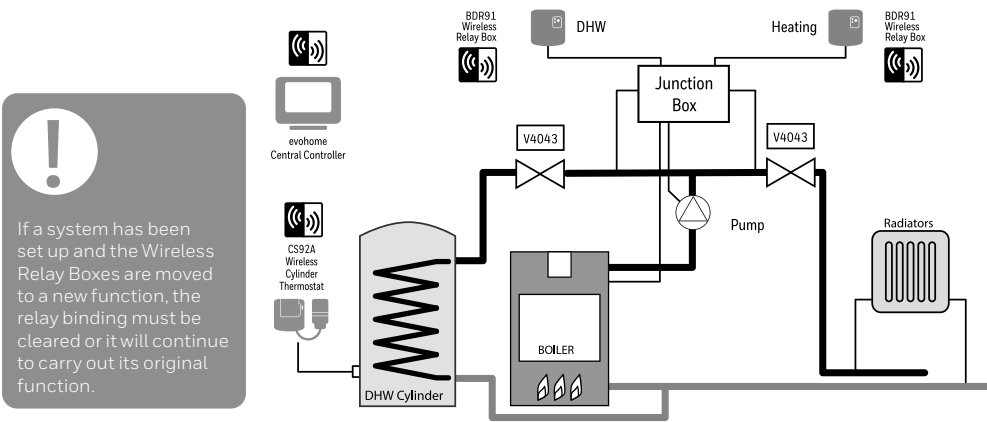 BDR91
Wireless
Relay Box
DHW
Heating
BDR91
Wireless
Relay Box
Junction
Box
V4043
V4043
evohome
Central Controller
!
If a system has been
set up and the Wireless
Relay Boxes are moved
to a new function, the
relay binding must be
cleared or it will continue
to carry out its original
function.
CS92A
Wireless
Cylinder
Thermostat
Pump
Radiators
BOILER
DHW Cylinder